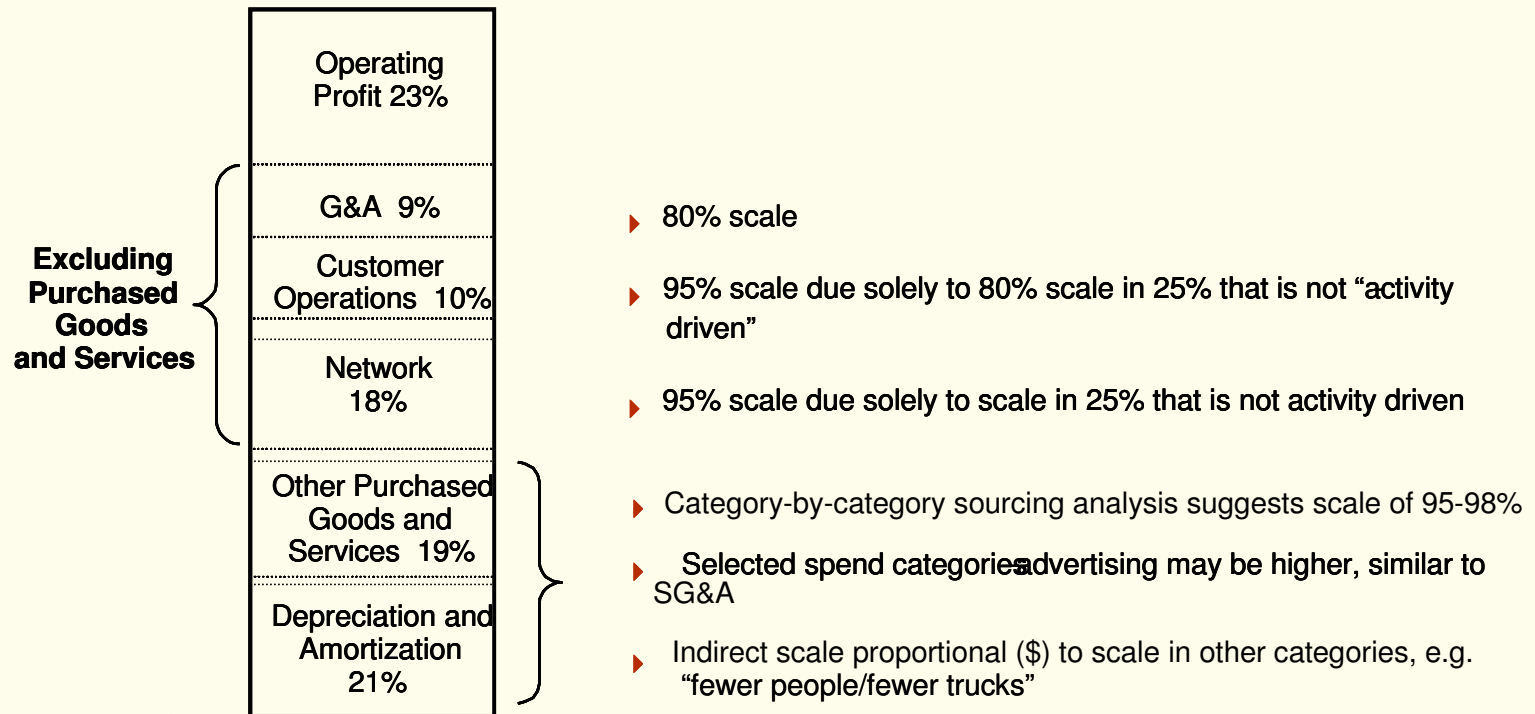 Operating
Profit 23%
G&A 9%
Customer
Operations 10%
Network
18%
Other Purchased
Goods and
Services 19%
Depreciation and
Amortization
21%
Excluding
Purchased
Goods
and Services
80% scale
95% scale due solely to 80% scale in 25% that is not “activity
driven”
95% scale due solely to scale in 25% that is not activity driven
Category-by-category sourcing analysis suggests scale of 95-98%
Selected spend categories advertising may be higher, similar to
SG&A
Indirect scale proportional ($) to scale in other categories, e.g.
“fewer people/fewer trucks”